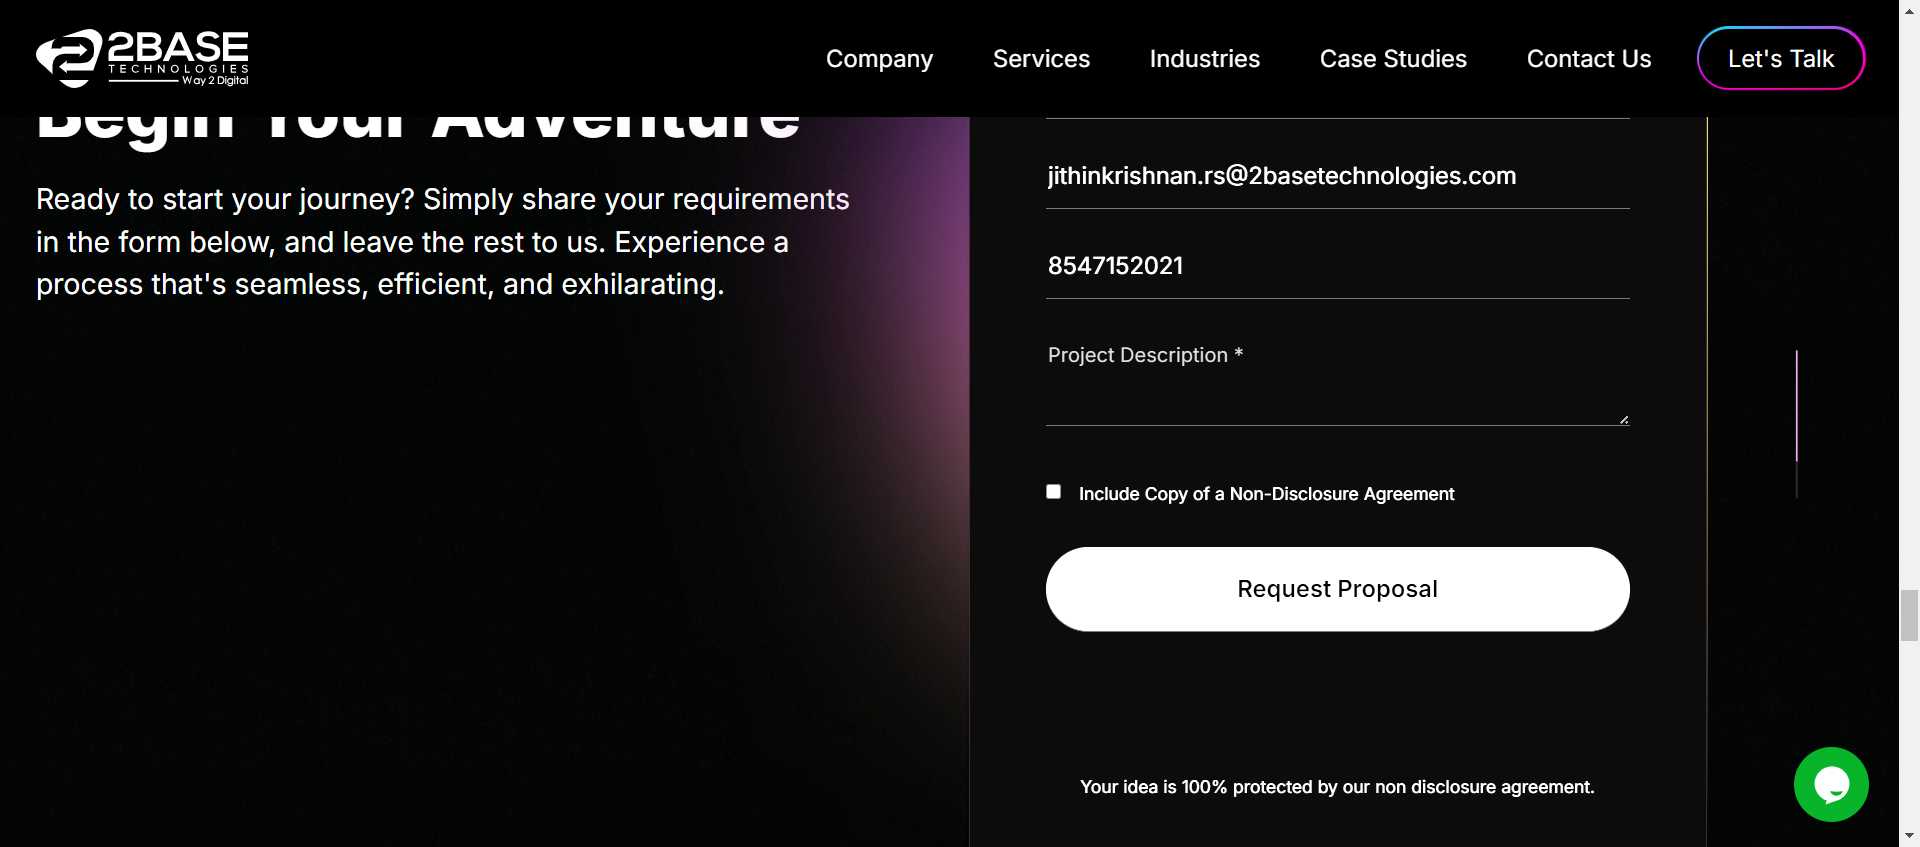 2BASE
TECHNOLOGIES
Way 2 Digital
Company
Services
Industries
Case Studies
Contact Us
Let's Talk
Begin Your Adventure
Ready to start your journey? Simply share your requirements
in the form below, and leave the rest to us. Experience a
process that's seamless, efficient, and exhilarating.
jithinkrishnan.rs@2basetechnologies.com
8547152021
Project Description *
Include Copy of a Non-Disclosure Agreement
Request Proposal
Your idea is 100% protected by our non disclosure agreement.